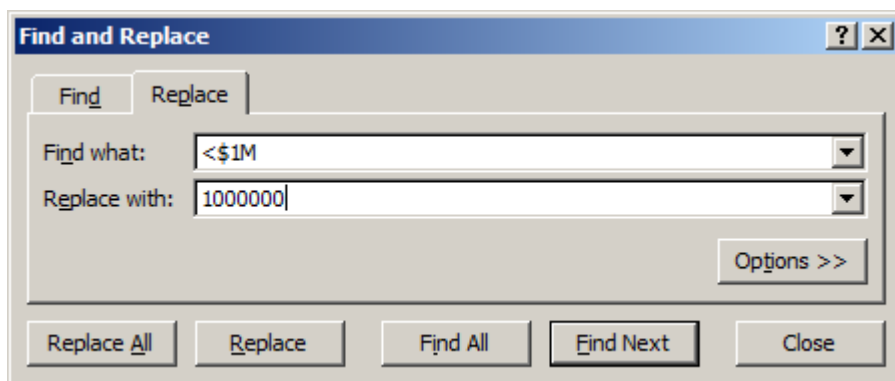 Find and Replace
Find Replace
Find what: <$1M
Replace with: 1000000
Options >>
Replace All Replace Find All Find Next Close